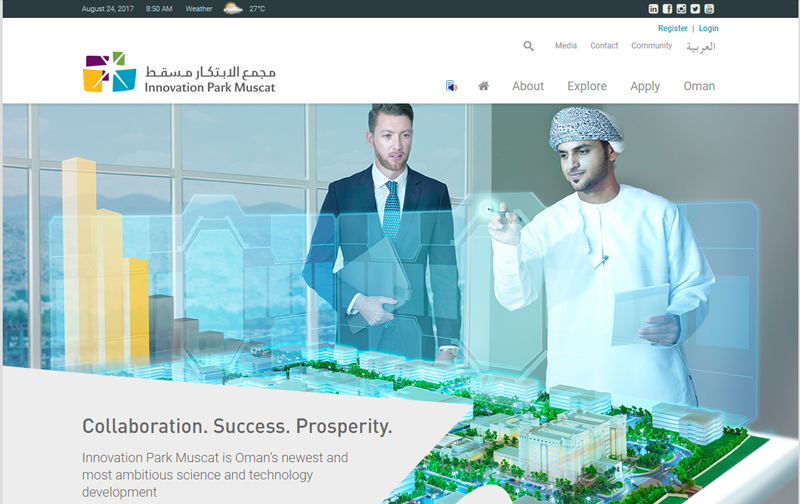 August 24, 2017 8:50 AM Weather 27°C
Register | Login
Media Contact Community العربية
مجمع الابتكار مسقط
Innovation Park Muscat
About Explore Apply Oman
Collaboration. Success. Prosperity.
Innovation Park Muscat is Oman's newest and
most ambitious science and technology
development